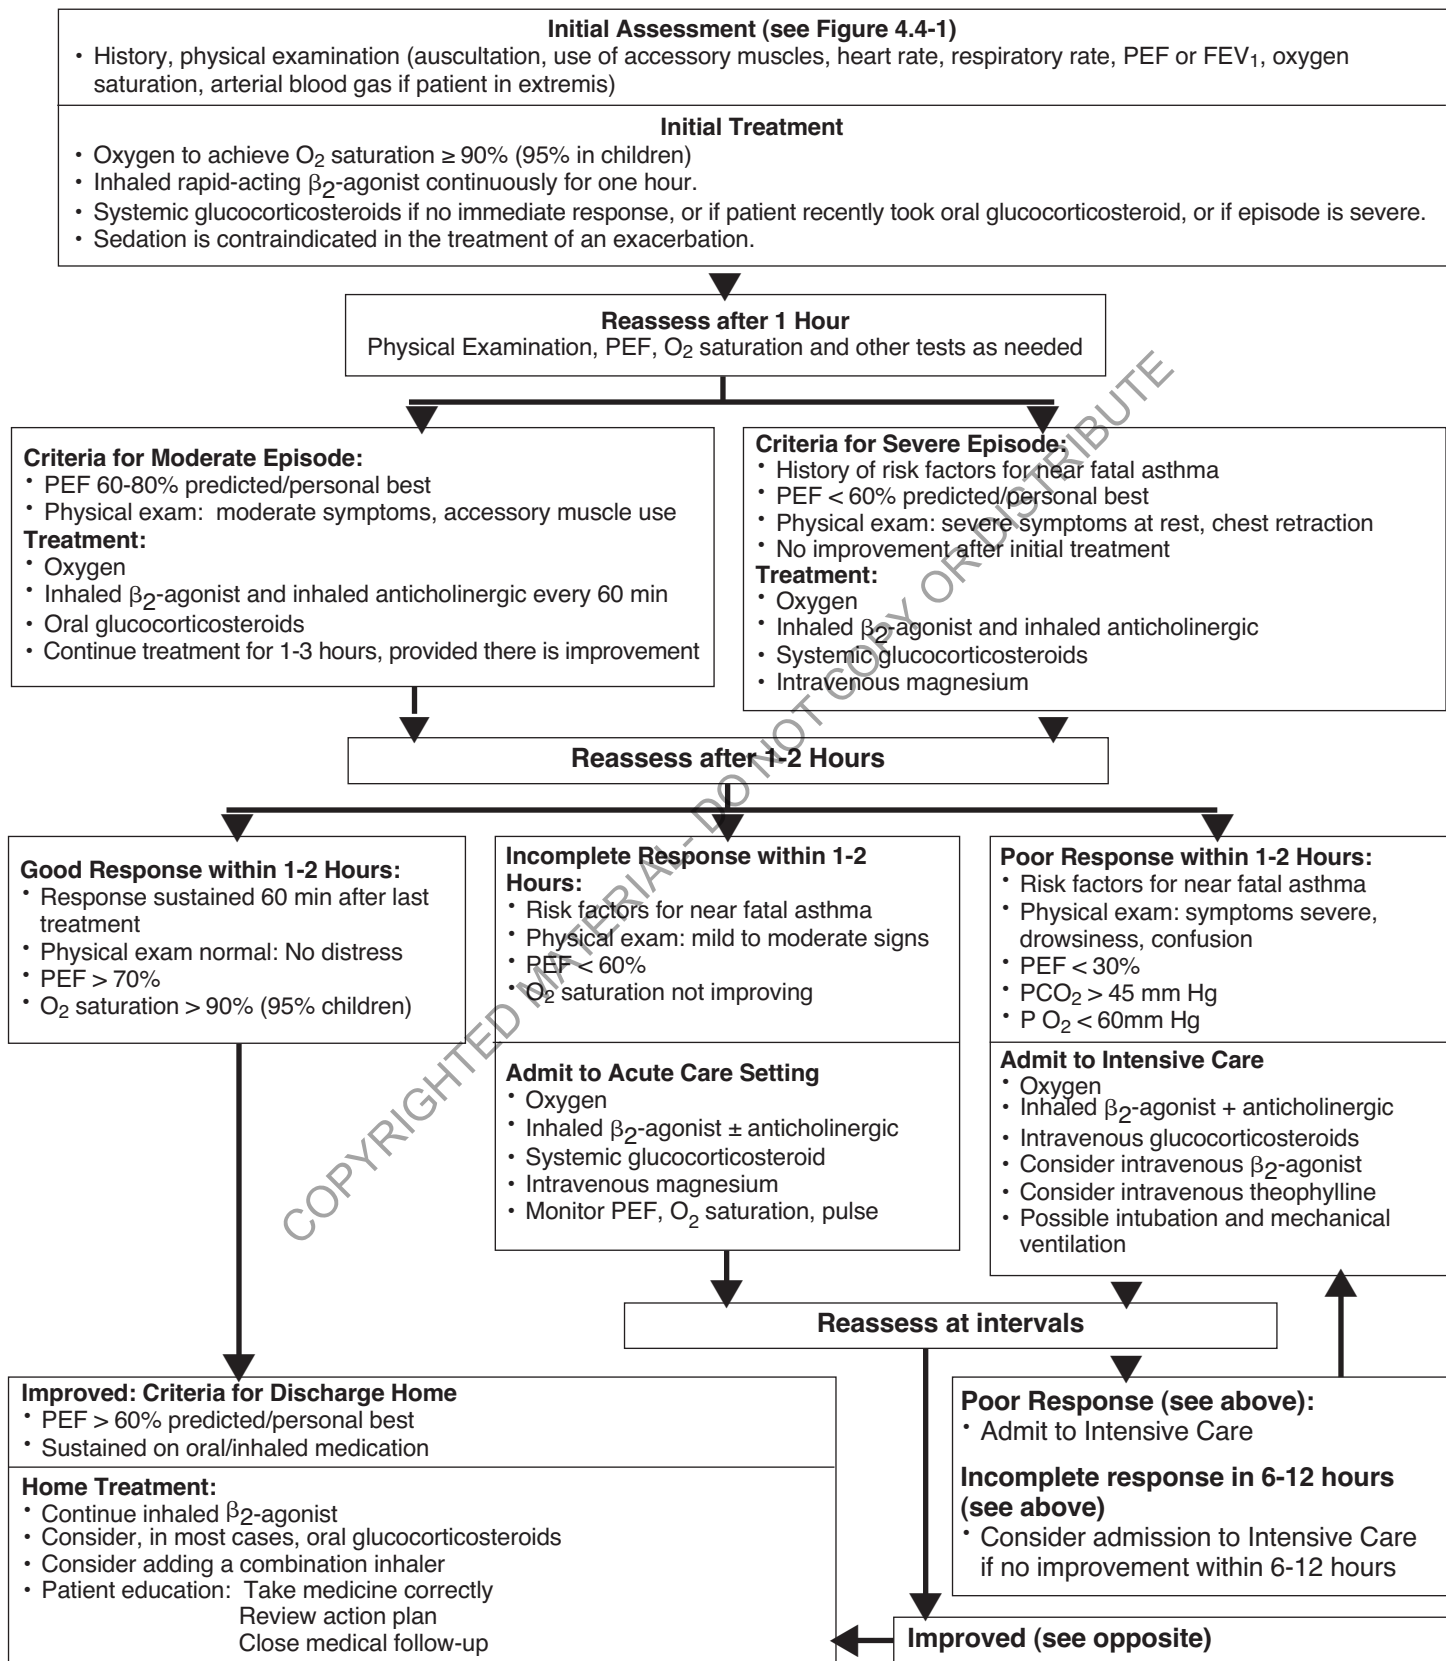 Initial Assessment (see Figure 4.4-1)
• History, physical examination (auscultation, use of accessory muscles, heart rate, respiratory rate, PEF or FEV1, oxygen
saturation, arterial blood gas if patient in extremis)
Initial Treatment
• Oxygen to achieve O2 saturation ≥ 90% (95% in children)
• Inhaled rapid-acting β2-agonist continuously for one hour.
• Systemic glucocorticosteroids if no immediate response, or if patient recently took oral glucocorticosteroid, or if episode is severe.
• Sedation is contraindicated in the treatment of an exacerbation.
Reassess after 1 Hour
Physical Examination, PEF, O2 saturation and other tests as needed
Criteria for Moderate Episode:
• PEF 60-80% predicted/personal best
• Physical exam: moderate symptoms, accessory muscle use
Treatment:
• Oxygen
• Inhaled β2-agonist and inhaled anticholinergic every 60 min
• Oral glucocorticosteroids
• Continue treatment for 1-3 hours, provided there is improvement
Criteria for Severe Episode:
• History of risk factors for near fatal asthma
• PEF < 60% predicted/personal best
• Physical exam: severe symptoms at rest, chest retraction
• No improvement after initial treatment
Treatment:
• Oxygen
• Inhaled β2-agonist and inhaled anticholinergic
• Systemic glucocorticosteroids
• Intravenous magnesium
Reassess after 1-2 Hours
Good Response within 1-2 Hours:
• Response sustained 60 min after last
treatment
• Physical exam normal: No distress
• PEF > 70%
• O2 saturation > 90% (95% children)
Incomplete Response within 1-2
Hours:
• Risk factors for near fatal asthma
• Physical exam: mild to moderate signs
• PEF < 60%
• O2 saturation not improving
Admit to Acute Care Setting
• Oxygen
• Inhaled β2-agonist ± anticholinergic
• Systemic glucocorticosteroid
• Intravenous magnesium
• Monitor PEF, O2 saturation, pulse
Poor Response within 1-2 Hours:
• Risk factors for near fatal asthma
• Physical exam: symptoms severe,
drowsiness, confusion
• PEF < 30%
• PCO2 > 45 mm Hg
• P O2 < 60mm Hg
Admit to Intensive Care
• Oxygen
• Inhaled β2-agonist + anticholinergic
• Intravenous glucocorticosteroids
• Consider intravenous β2-agonist
• Consider intravenous theophylline
• Possible intubation and mechanical
ventilation
Reassess at intervals
Improved: Criteria for Discharge Home
• PEF > 60% predicted/personal best
• Sustained on oral/inhaled medication
Home Treatment:
• Continue inhaled β2-agonist
• Consider, in most cases, oral glucocorticosteroids
• Consider adding a combination inhaler
• Patient education: Take medicine correctly
Review action plan
Close medical follow-up
Poor Response (see above):
• Admit to Intensive Care
Incomplete response in 6-12 hours
(see above)
• Consider admission to Intensive Care
if no improvement within 6-12 hours
Improved (see opposite)
COPYRIGHTED MATERIAL- DO NOT COPY OR DISTRIBUTE